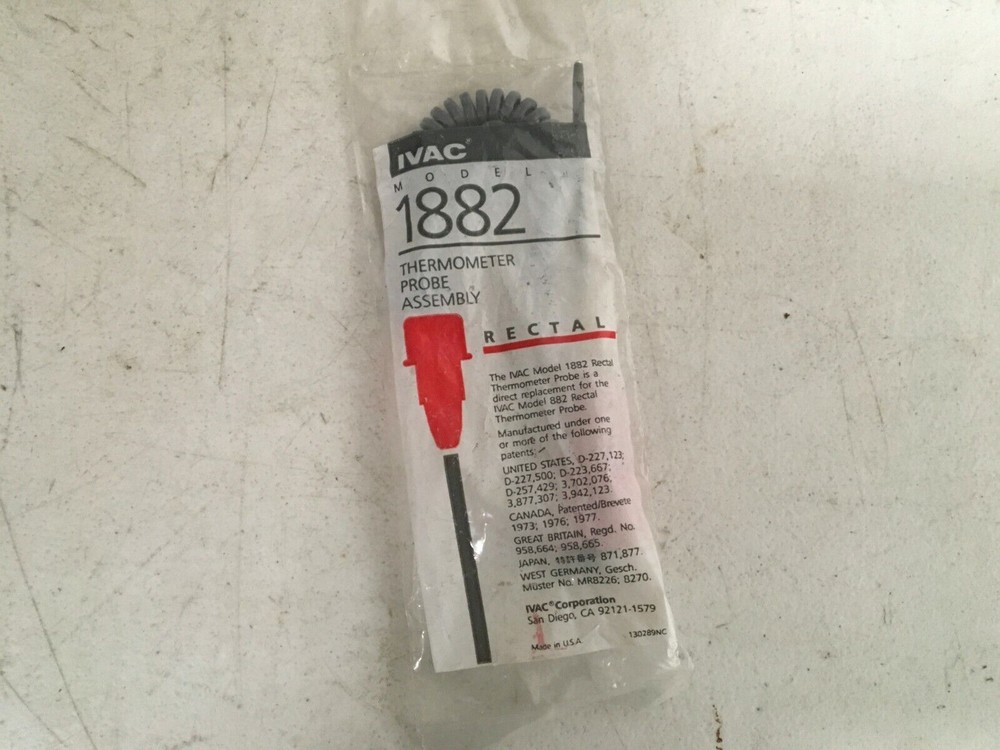 IVAC
MODEL
1882
THERMOMETER
PROBE
ASSEMBLY
RECTAL
The IVAC Model 1882 Rectal
Thermometer Probe is a
direct replacement for the
IVAC Model 882 Rectal
Thermometer Probe.
Manufactured under one
or more of the following
patents:
UNITED STATES, D-227,123;
D-227,500; D-223,667;
D-257,429; 3,702,076;
3,877,307; 3,942,123.
CANADA, Patented/Brevete
1973; 1976; 1977.
GREAT BRITAIN, Regd. No.
958,664; 958,665.
JAPAN, 871,877.
WEST GERMANY, Gesch.
Muster No. MR8226; 8270.
IVAC® Corporation
San Diego, CA 92121-1579
Made in U.S.A.
130289NC